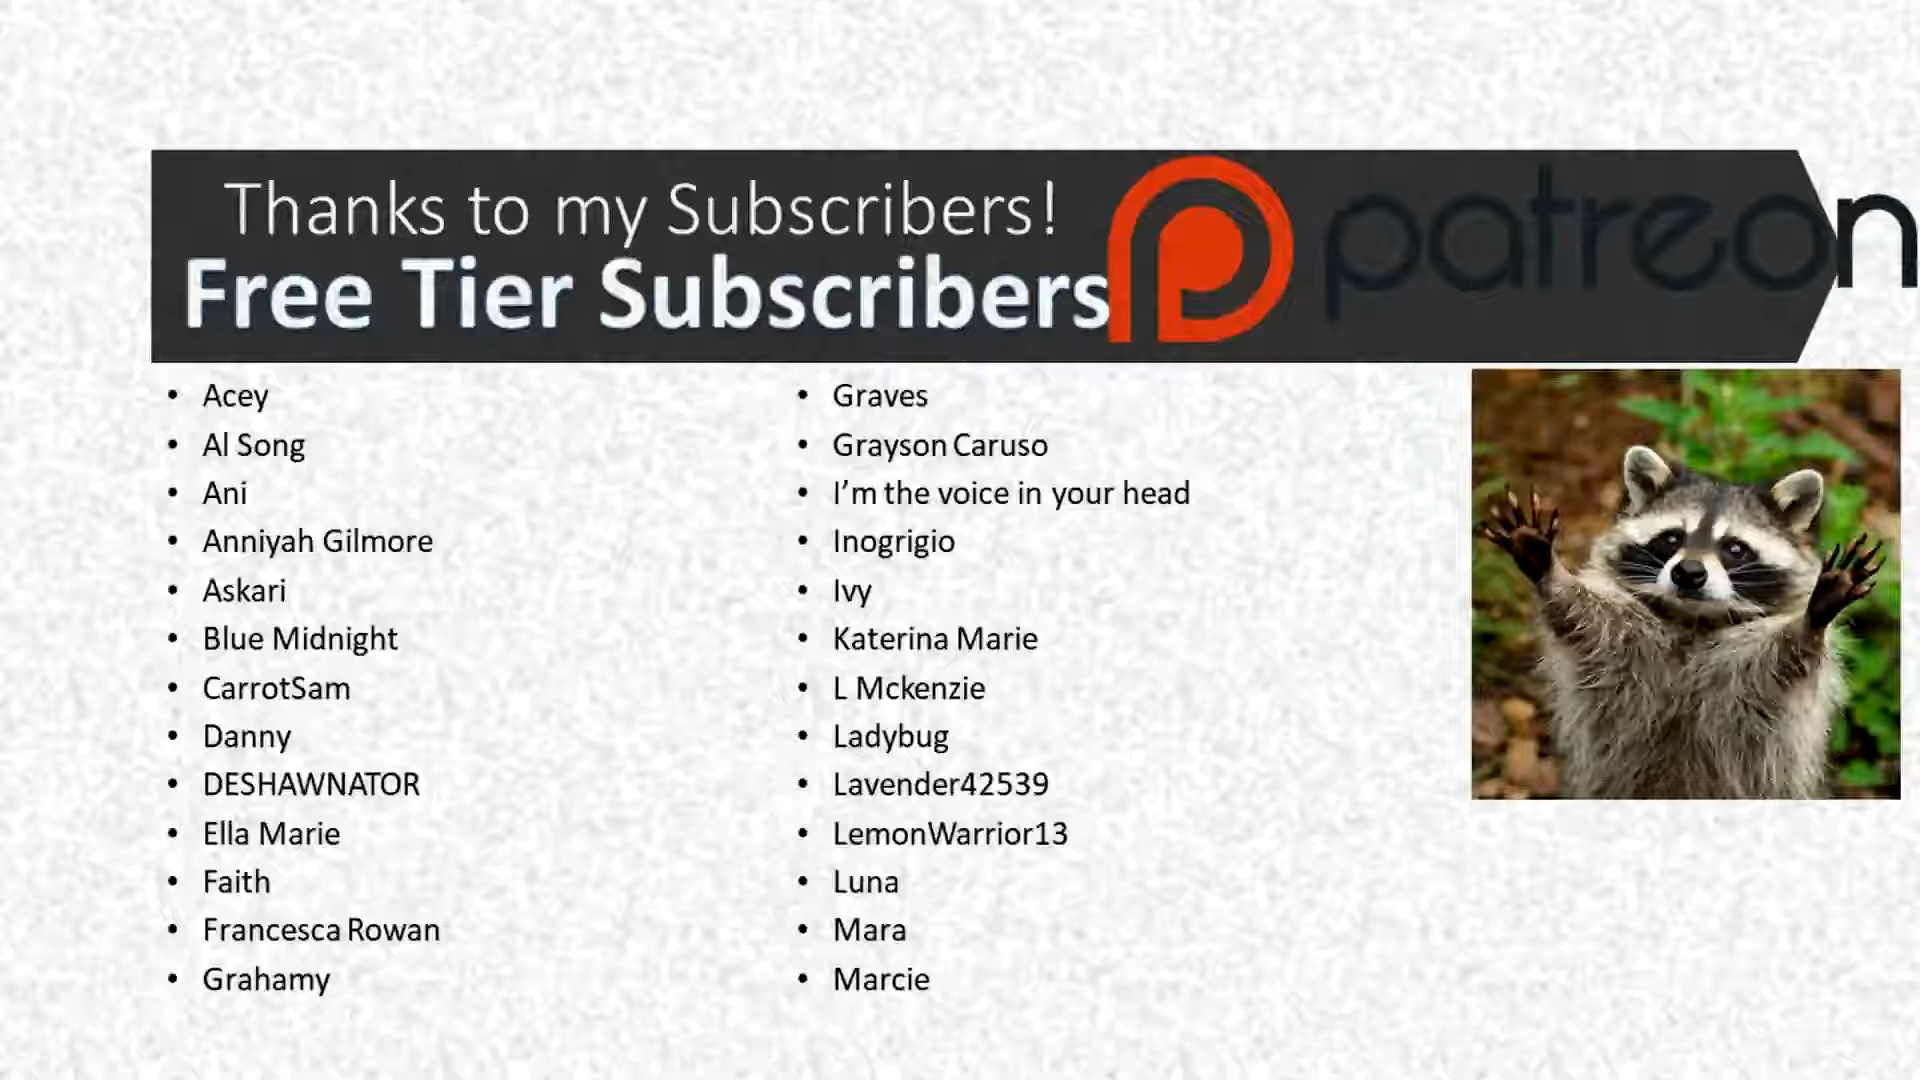 Thanks to my Subscribers!
Free Tier Subscribers
patreon
• Acey
• Al Song
• Ani
• Anniyah Gilmore
• Askari
• Blue Midnight
• CarrotSam
• Danny
• DESHAWNATOR
• Ella Marie
• Faith
• Francesca Rowan
• Grahamy
• Graves
• Grayson Caruso
• I’m the voice in your head
• Inogrigio
• Ivy
• Katerina Marie
• L Mckenzie
• Ladybug
• Lavender42539
• LemonWarrior13
• Luna
• Mara
• Marcie